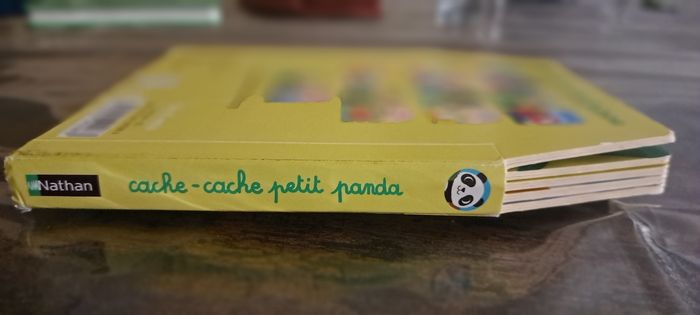 Nathan
cache-cache petit panda